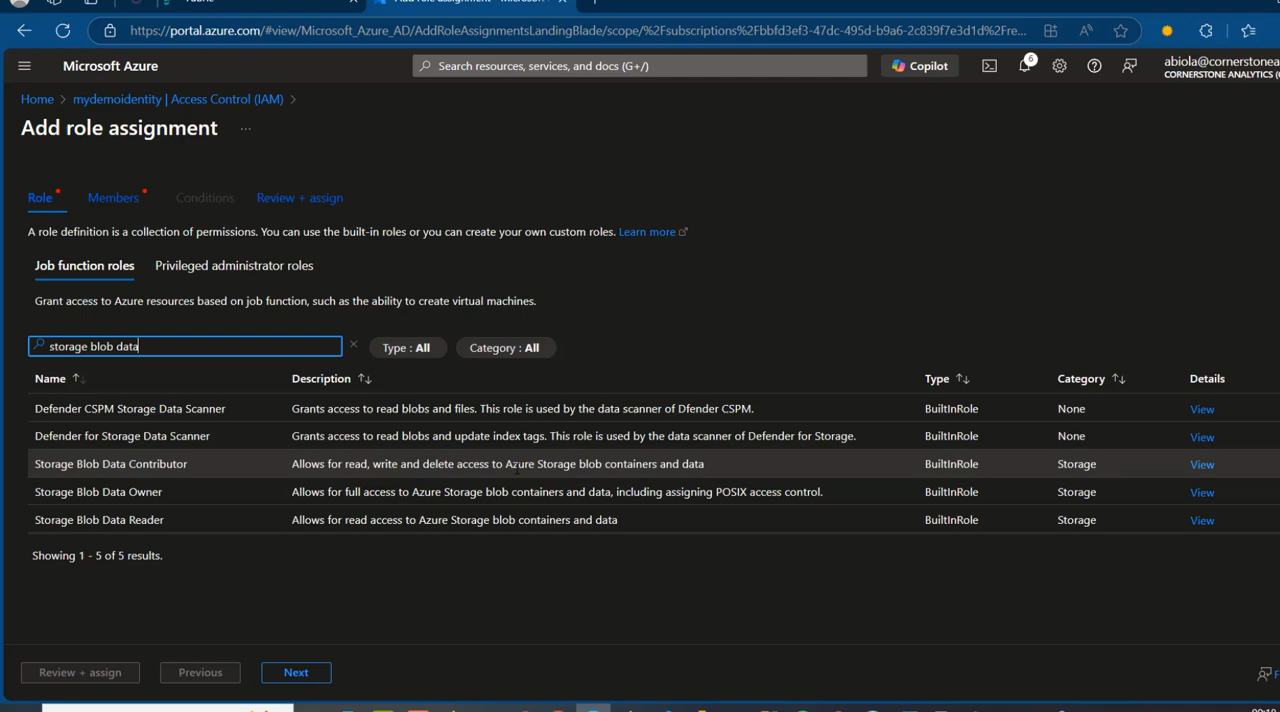 https://portal.azure.com/#view/Microsoft_Azure_AD/AddRoleAssignmentsLandingBlade/scope/%2Fsubscriptions%2Fbbfd3ef3-47dc-495d-b9a6-2c839f7e3d1d%2Fre...
Microsoft Azure
Search resources, services, and docs (G+/)
Copilot
6
abiola@cornerstonea
CORNERSTONE ANALYTICS (
Home > mydemoidentity | Access Control (IAM) >
Add role assignment ...
Role Members Conditions Review + assign
A role definition is a collection of permissions. You can use the built-in roles or you can create your own custom roles. Learn more
Job function roles Privileged administrator roles
Grant access to Azure resources based on job function, such as the ability to create virtual machines.
storage blob data Type : All Category : All
Name Description Type Category Details
Defender CSPM Storage Data Scanner Grants access to read blobs and files. This role is used by the data scanner of Dfender CSPM. BuiltInRole None View
Defender for Storage Data Scanner Grants access to read blobs and update index tags. This role is used by the data scanner of Defender for Storage. BuiltInRole None View
Storage Blob Data Contributor Allows for read, write and delete access to Azure Storage blob containers and data BuiltInRole Storage View
Storage Blob Data Owner Allows for full access to Azure Storage blob containers and data, including assigning POSIX access control. BuiltInRole Storage View
Storage Blob Data Reader Allows for read access to Azure Storage blob containers and data BuiltInRole Storage View
Showing 1 - 5 of 5 results.
Review + assign Previous Next